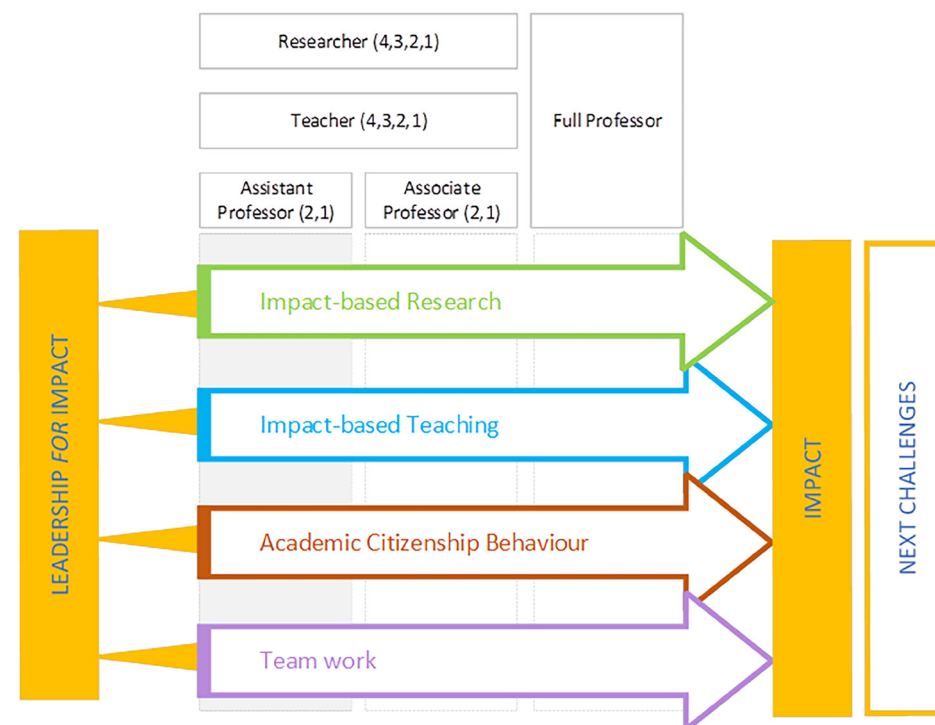 Researcher (4,3,2,1)
Teacher (4,3,2,1)
Full Professor
Assistant
Professor (2,1)
Associate
Professor (2,1)
LEADERSHIP FOR IMPACT
Impact-based Research
Impact-based Teaching
Academic Citizenship Behaviour
Team work
IMPACT
NEXT CHALLENGES